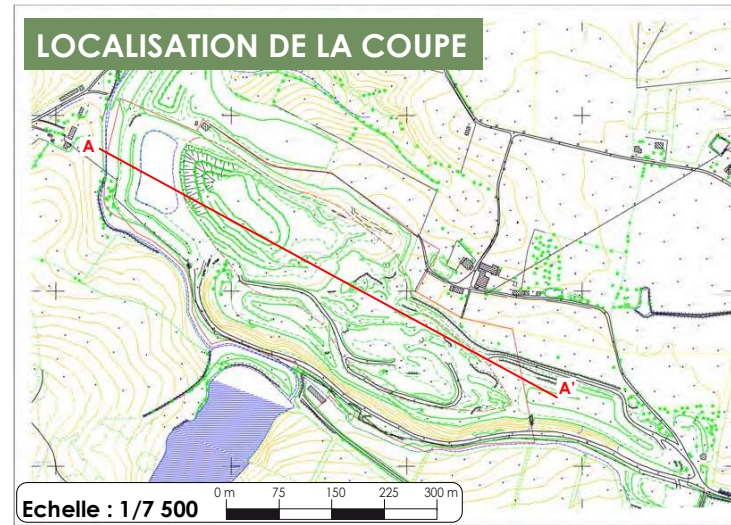 LOCALISATION DE LA COUPE
A
A'
Echelle : 1/7 500
0 m 75 150 225 300 m